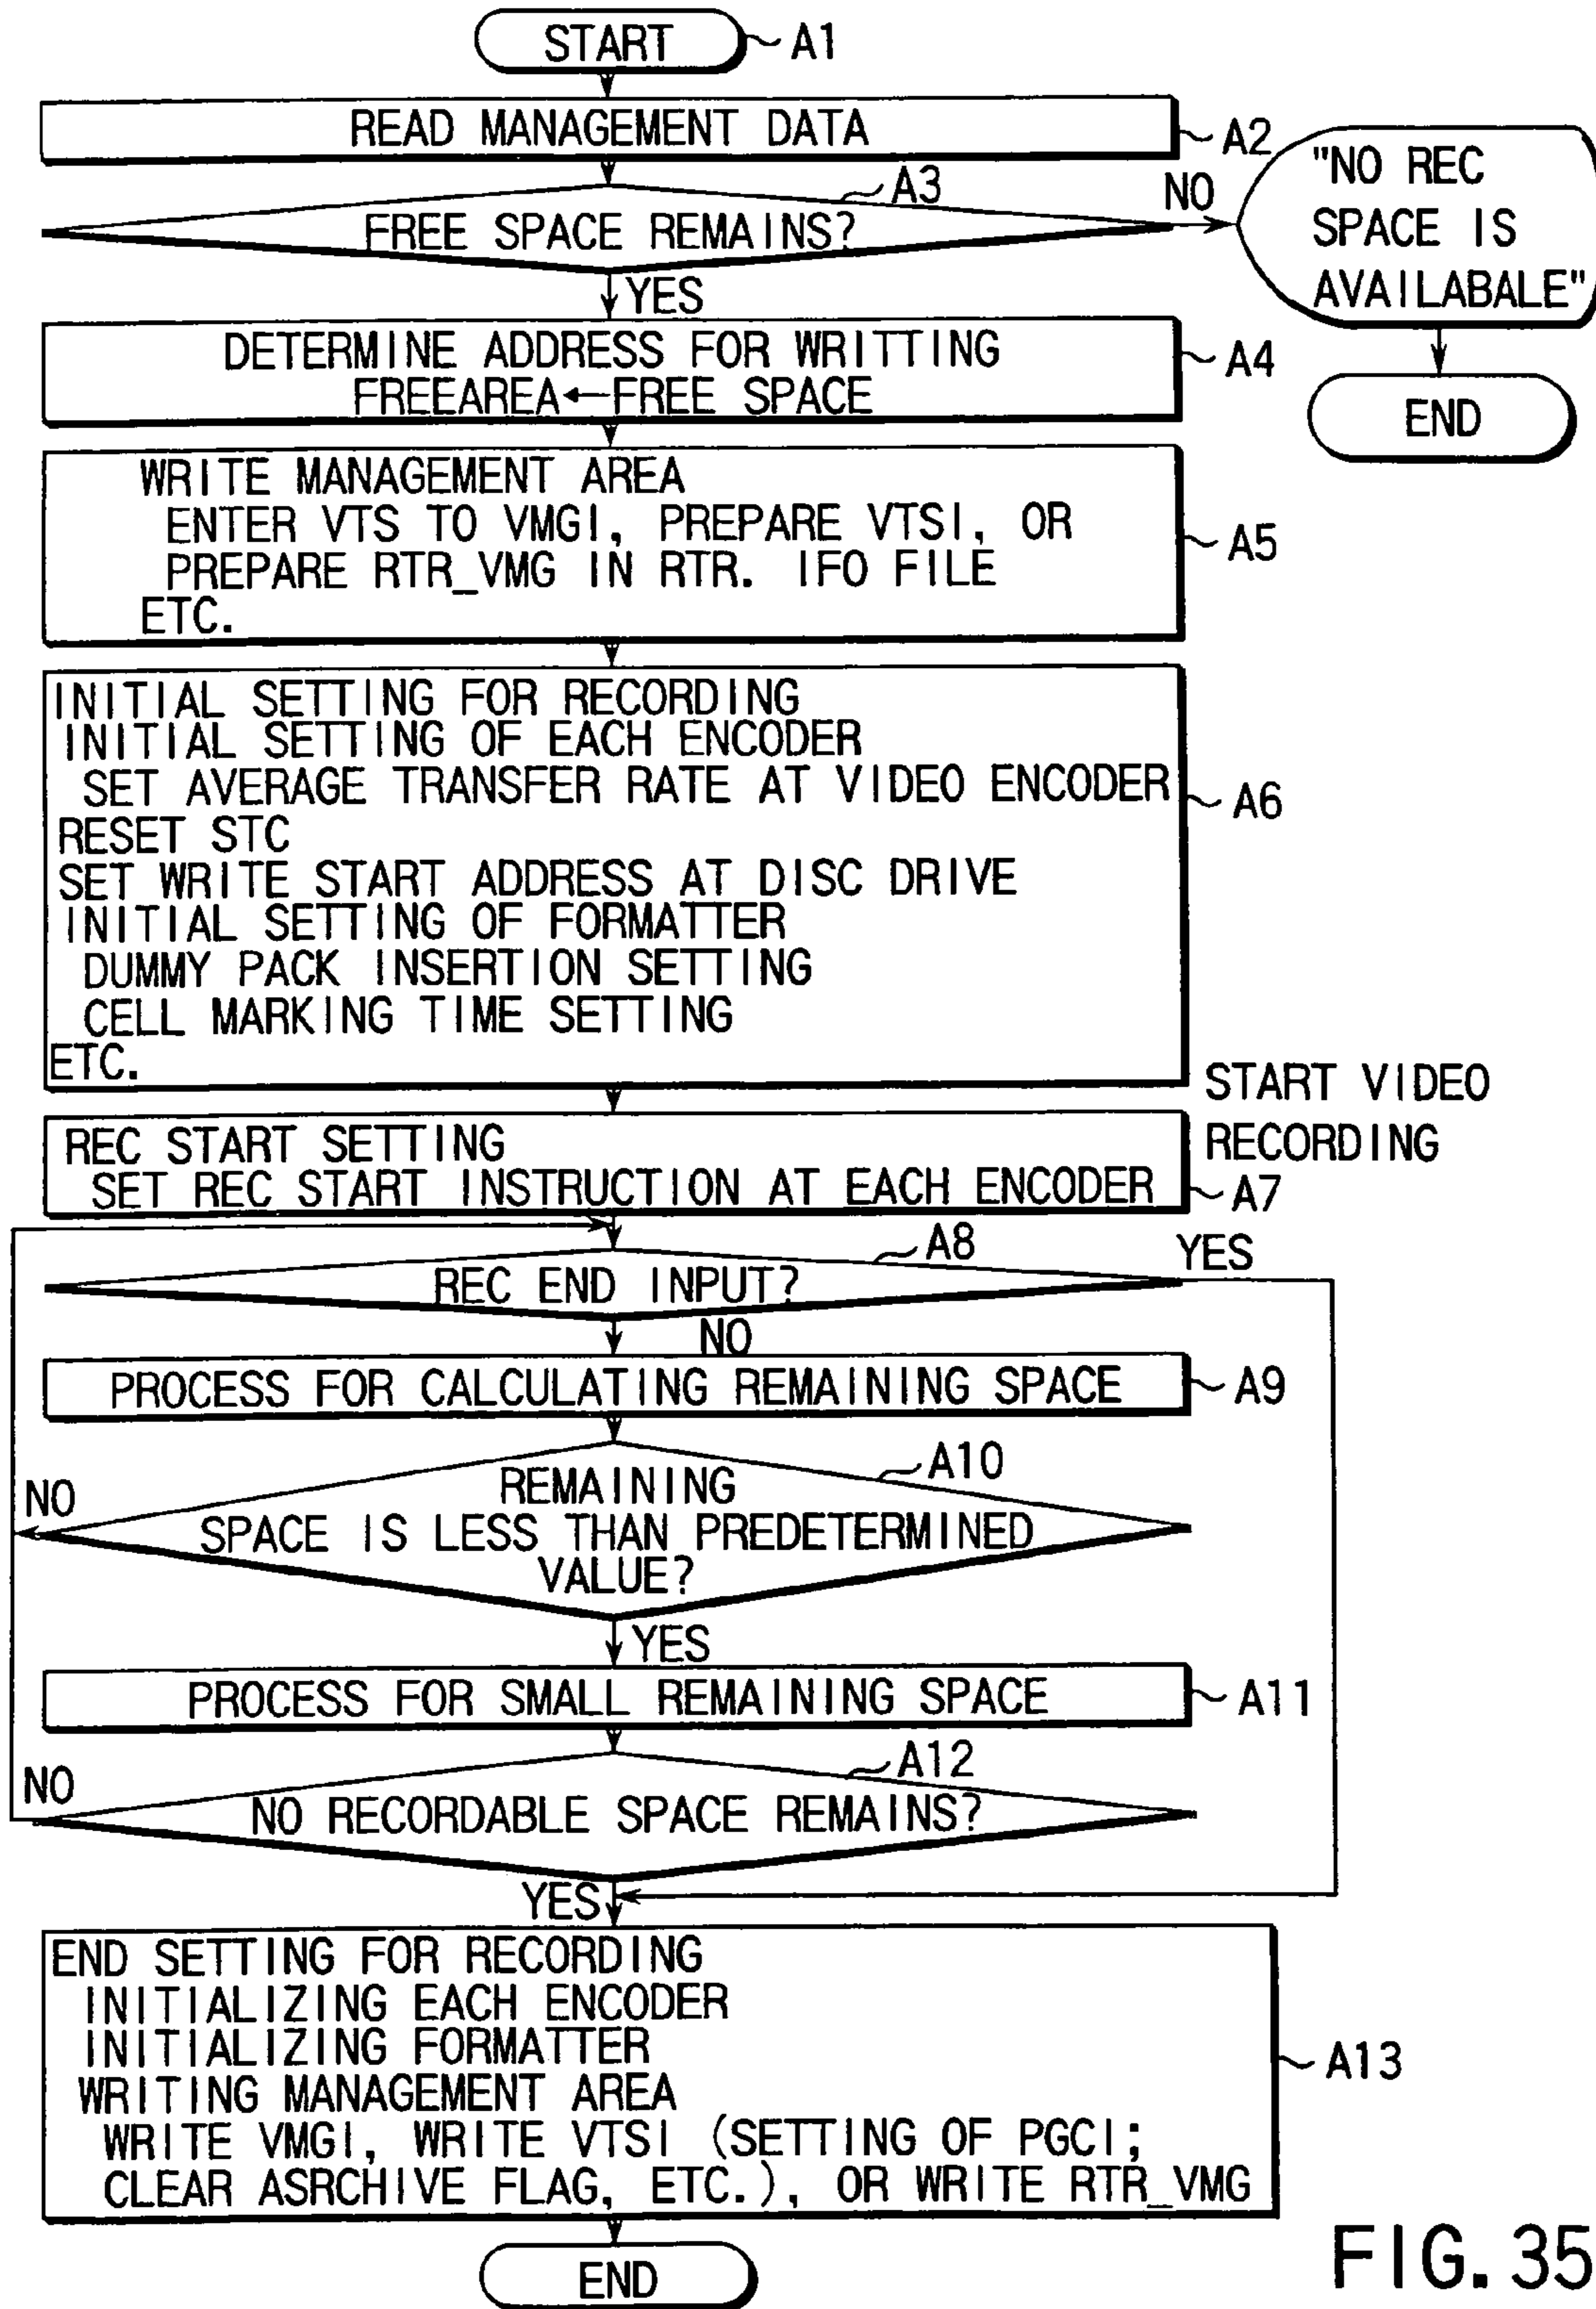 START
A1
READ MANAGEMENT DATA
A2
A3
FREE SPACE REMAINS?
NO
"NO REC
SPACE IS
AVAILABALE"
END
YES
DETERMINE ADDRESS FOR WRITTING
FREEAREA←FREE SPACE
A4
WRITE MANAGEMENT AREA
ENTER VTS TO VMGI, PREPARE VTSI, OR
PREPARE RTR_VMG IN RTR. IFO FILE
ETC.
A5
INITIAL SETTING FOR RECORDING
INITIAL SETTING OF EACH ENCODER
SET AVERAGE TRANSFER RATE AT VIDEO ENCODER
RESET STC
SET WRITE START ADDRESS AT DISC DRIVE
INITIAL SETTING OF FORMATTER
DUMMY PACK INSERTION SETTING
CELL MARKING TIME SETTING
ETC.
A6
START VIDEO
RECORDING
REC START SETTING
SET REC START INSTRUCTION AT EACH ENCODER
A7
A8
YES
REC END INPUT?
NO
PROCESS FOR CALCULATING REMAINING SPACE
A9
A10
NO
REMAINING
SPACE IS LESS THAN PREDETERMINED
VALUE?
YES
PROCESS FOR SMALL REMAINING SPACE
A11
A12
NO
NO RECORDABLE SPACE REMAINS?
YES
END SETTING FOR RECORDING
INITIALIZING EACH ENCODER
INITIALIZING FORMATTER
WRITING MANAGEMENT AREA
WRITE VMGI, WRITE VTSI (SETTING OF PGCI;
CLEAR ASRCHIVE FLAG, ETC.), OR WRITE RTR_VMG
A13
END
FIG. 35